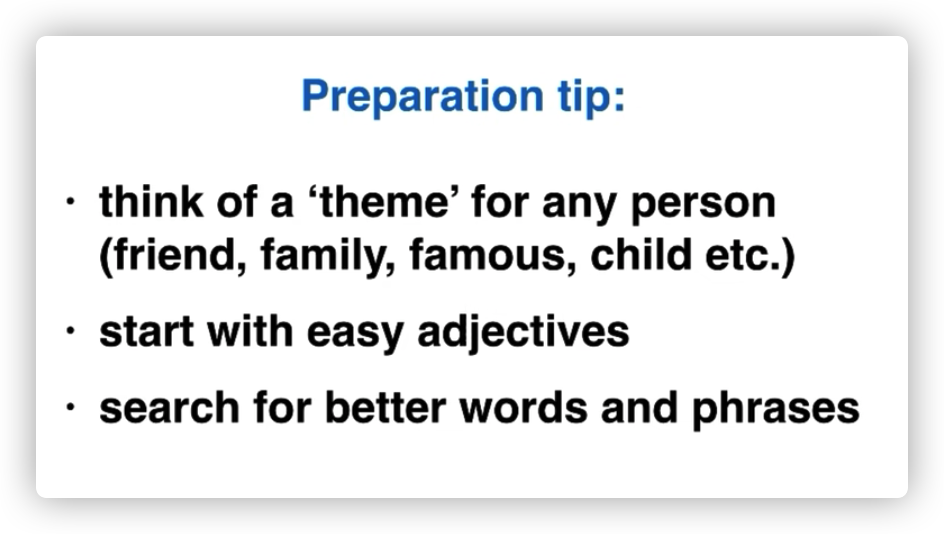 Preparation tip:
· think of a ‘theme’ for any person
(friend, family, famous, child etc.)
· start with easy adjectives
· search for better words and phrases